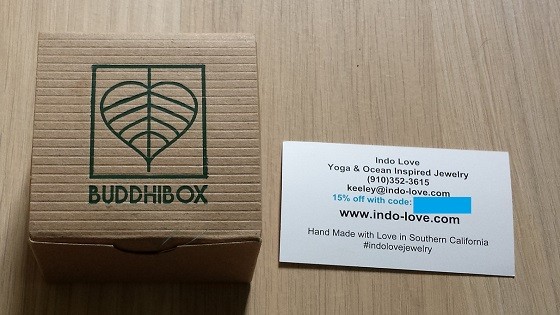 BUDDHIBOX
Indo Love
Yoga & Ocean Inspired Jewelry
(910)352-3615
keeley@indo-love.com
15% off with code:
www.indo-love.com
Hand Made with Love in Southern California
#indolovejewelry